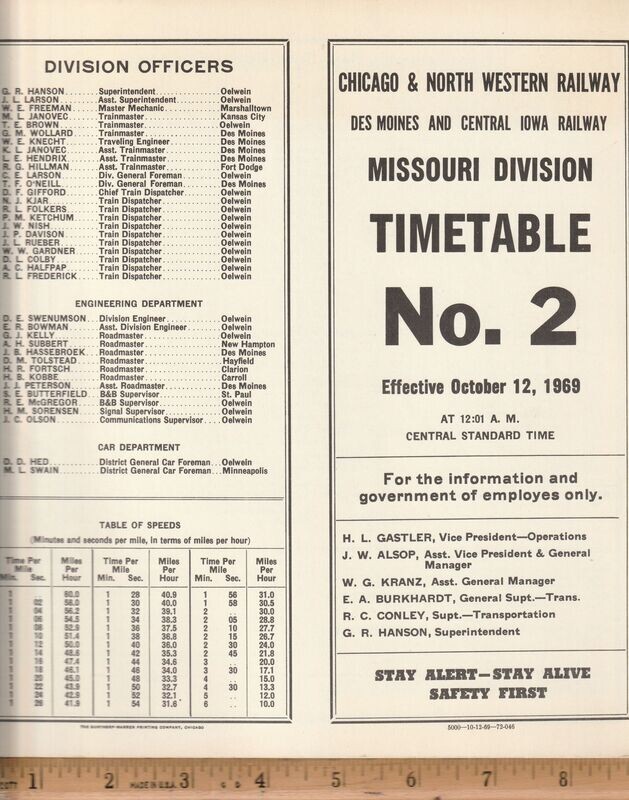 DIVISION OFFICERS
G. R. HANSON.......Superintendent.......Oelwein
J. L. LARSON.......Asst. Superintendent.......Oelwein
W. E. FREEMAN.......Master Mechanic.......Marshalltown
M. L. JANOVEC.......Trainmaster.......Kansas City
T. E. BROWN.......Trainmaster.......Oelwein
G. M. WOLLARD.......Trainmaster.......Des Moines
W. E. KNECHT.......Traveling Engineer.......Des Moines
K. L. JANOVEC.......Asst. Trainmaster.......Des Moines
L. E. HENDRIX.......Asst. Trainmaster.......Des Moines
R. G. HILLMAN.......Asst. Trainmaster.......Fort Dodge
C. E. LARSON.......Div. General Foreman.......Oelwein
T. F. O'NEILL.......Div. General Foreman.......Des Moines
D. F. GIFFORD.......Chief Train Dispatcher.......Oelwein
N. J. KJAR.......Train Dispatcher.......Oelwein
R. L. FOLKERS.......Train Dispatcher.......Oelwein
P. M. KETCHUM.......Train Dispatcher.......Oelwein
J. W. NISH.......Train Dispatcher.......Oelwein
J. P. DAVISON.......Train Dispatcher.......Oelwein
J. L. RUEBER.......Train Dispatcher.......Oelwein
W. W. GARDNER.......Train Dispatcher.......Oelwein
D. L. COLBY.......Train Dispatcher.......Oelwein
A. C. HALFPAP.......Train Dispatcher.......Oelwein
R. L. FREDERICK.......Train Dispatcher.......Oelwein
ENGINEERING DEPARTMENT
D. E. SWENUMSON.......Division Engineer.......Oelwein
E. R. BOWMAN.......Asst. Division Engineer.......Oelwein
G. J. KELLY.......Roadmaster.......Oelwein
A. H. SUBBERT.......Roadmaster.......New Hampton
J. B. HASSEBROEK.......Roadmaster.......Des Moines
D. M. TOLSTEAD.......Roadmaster.......Hayfield
H. R. FORTSCH.......Roadmaster.......Clarion
H. B. KOBBE.......Roadmaster.......Carroll
J. J. PETERSON.......Asst. Roadmaster.......Des Moines
S. E. BUTTERFIELD.......B&B Supervisor.......St. Paul
R. E. McGREGOR.......B&B Supervisor.......Oelwein
H. M. SORENSEN.......Signal Supervisor.......Oelwein
J. C. OLSON.......Communications Supervisor.......Oelwein
CAR DEPARTMENT
D. D. HED.......District General Car Foreman...Oelwein
M. L. SWAIN.......District General Car Foreman...Minneapolis
TABLE OF SPEEDS
(Minutes and seconds per mile, in terms of miles per hour)
Time Per Mile Miles Per Hour Time Per Mile Miles Per Hour Time Per Mile Miles Per Hour
Min. Sec. Min. Sec. Min. Sec.
1 .. 60.0 1 28 40.9 1 56 31.0
1 02 58.0 1 30 40.0 1 58 30.5
1 04 56.2 1 32 39.1 2 .. 30.0
1 06 54.5 1 34 38.3 2 05 28.8
1 08 52.9 1 36 37.5 2 10 27.7
1 10 51.4 1 38 36.8 2 15 26.7
1 12 50.0 1 40 36.0 2 30 24.0
1 14 48.6 1 42 35.3 2 45 21.8
1 16 47.4 1 44 34.6 3 .. 20.0
1 18 46.1 1 46 34.0 3 30 17.1
1 20 45.0 1 48 33.3 4 .. 15.0
1 22 43.9 1 50 32.7 4 30 13.3
1 24 42.9 1 52 32.1 5 .. 12.0
1 26 41.9 1 54 31.6 6 .. 10.0
THE GUNTHORP-WARREN PRINTING COMPANY, CHICAGO
CHICAGO & NORTH WESTERN RAILWAY
DES MOINES AND CENTRAL IOWA RAILWAY
MISSOURI DIVISION
TIMETABLE
No. 2
Effective October 12, 1969
AT 12:01 A. M.
CENTRAL STANDARD TIME
For the information and
government of employes only.
H. L. GASTLER, Vice President—Operations
J. W. ALSOP, Asst. Vice President & General
Manager
W. G. KRANZ, Asst. General Manager
E. A. BURKHARDT, General Supt.—Trans.
R. C. CONLEY, Supt.—Transportation
G. R. HANSON, Superintendent
STAY ALERT—STAY ALIVE
SAFETY FIRST
5000—10-12-69—72-046
1 2 MADE IN U.S.A. 3 4 5 6 7 8